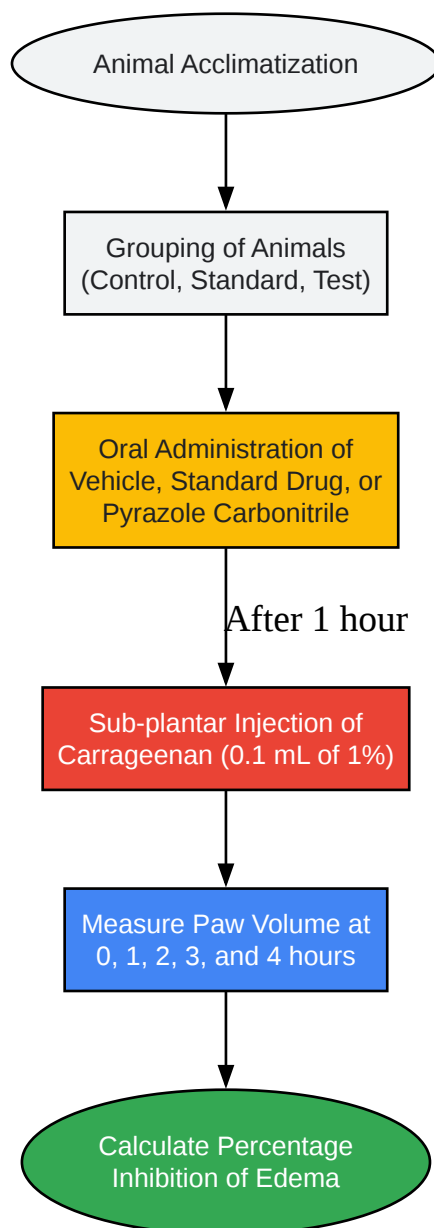 Animal Acclimatization
Grouping of Animals
(Control, Standard, Test)
Oral Administration of
Vehicle, Standard Drug, or
Pyrazole Carbonitrile
After 1 hour
Sub-plantar Injection of
Carrageenan (0.1 mL of 1%)
Measure Paw Volume at
0, 1, 2, 3, and 4 hours
Calculate Percentage
Inhibition of Edema